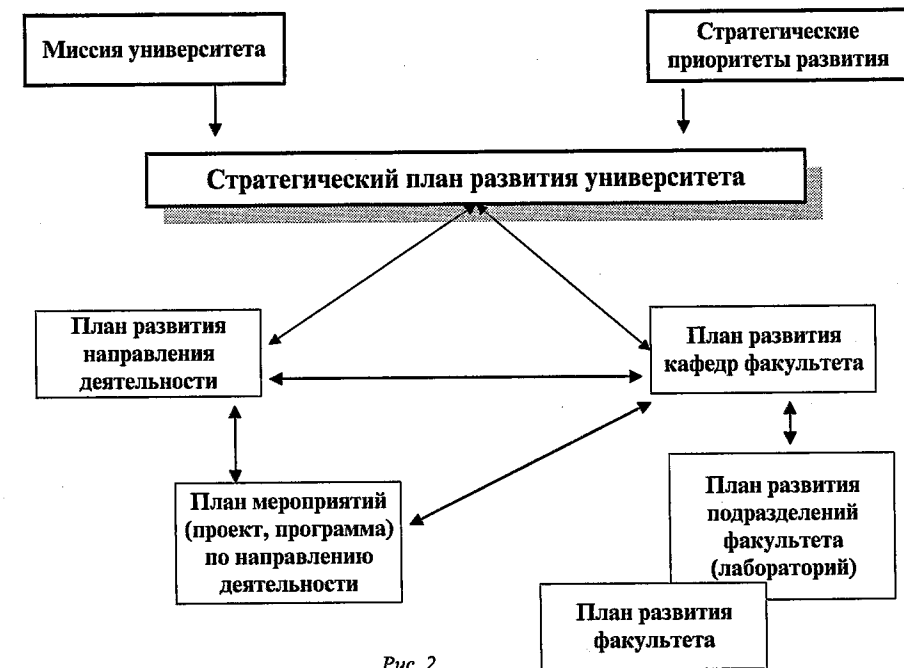 Миссия университета
Стратегические
приоритеты развития
Стратегический план развития университета
План развития
направления
деятельности
План развития
кафедр факультета
План мероприятий
(проект, программа)
по направлению
деятельности
План развития
подразделений
факультета
(лабораторий)
План развития
факультета
Рис. 2